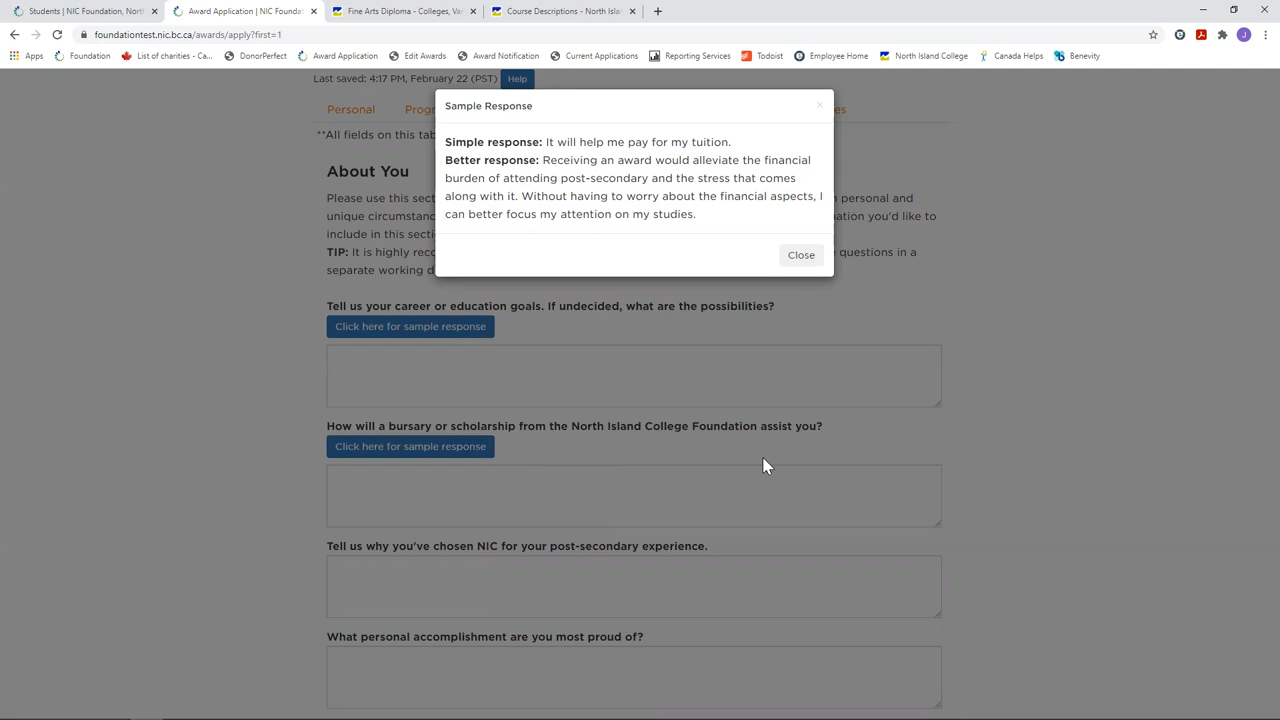 Students | NIC Foundation, North
Award Application | NIC Foundat
Fine Arts Diploma - Colleges, Va
Course Descriptions - North Isla
foundationtest.nic.bc.ca/awards/apply?first=1
J
Apps
Foundation
List of charities - Ca...
DonorPerfect
Award Application
Edit Awards
Award Notification
Current Applications
Reporting Services
Todoist
Employee Home
North Island College
Canada Helps
Benevity
Last saved: 4:17 PM, February 22 (PST)
Help
Personal
Prog
es
Sample Response
×
Simple response: It will help me pay for my tuition.
Better response: Receiving an award would alleviate the financial
burden of attending post-secondary and the stress that comes
along with it. Without having to worry about the financial aspects, I
can better focus my attention on my studies.
Close
**All fields on this tab
About You
Please use this sect
n personal and
unique circumstanc
ation you'd like to
include in this secti
TIP: It is highly reco
e questions in a
separate working d
Tell us your career or education goals. If undecided, what are the possibilities?
Click here for sample response
How will a bursary or scholarship from the North Island College Foundation assist you?
Click here for sample response
Tell us why you've chosen NIC for your post-secondary experience.
What personal accomplishment are you most proud of?